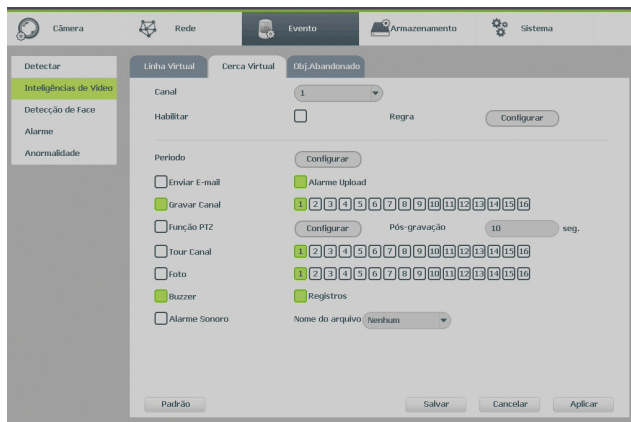 Câmera Rede Evento Armazenamento Sistema
Detectar
Inteligências de Vídeo
Detecção de Face
Alarme
Anormalidade
Linha Virtual Cerca Virtual Obj.Abandonado
Canal 1
Habilitar Regra Configurar
Período Configurar
Enviar E-mail Alarme Upload
Gravar Canal 1 2 3 4 5 6 7 8 9 10 11 12 13 14 15 16
Função PTZ Configurar Pós-gravação 10 seg.
Tour Canal 1 2 3 4 5 6 7 8 9 10 11 12 13 14 15 16
Foto 1 2 3 4 5 6 7 8 9 10 11 12 13 14 15 16
Buzzer Registros
Alarme Sonoro Nome do arquivo Nenhum
Padrão Salvar Cancelar Aplicar